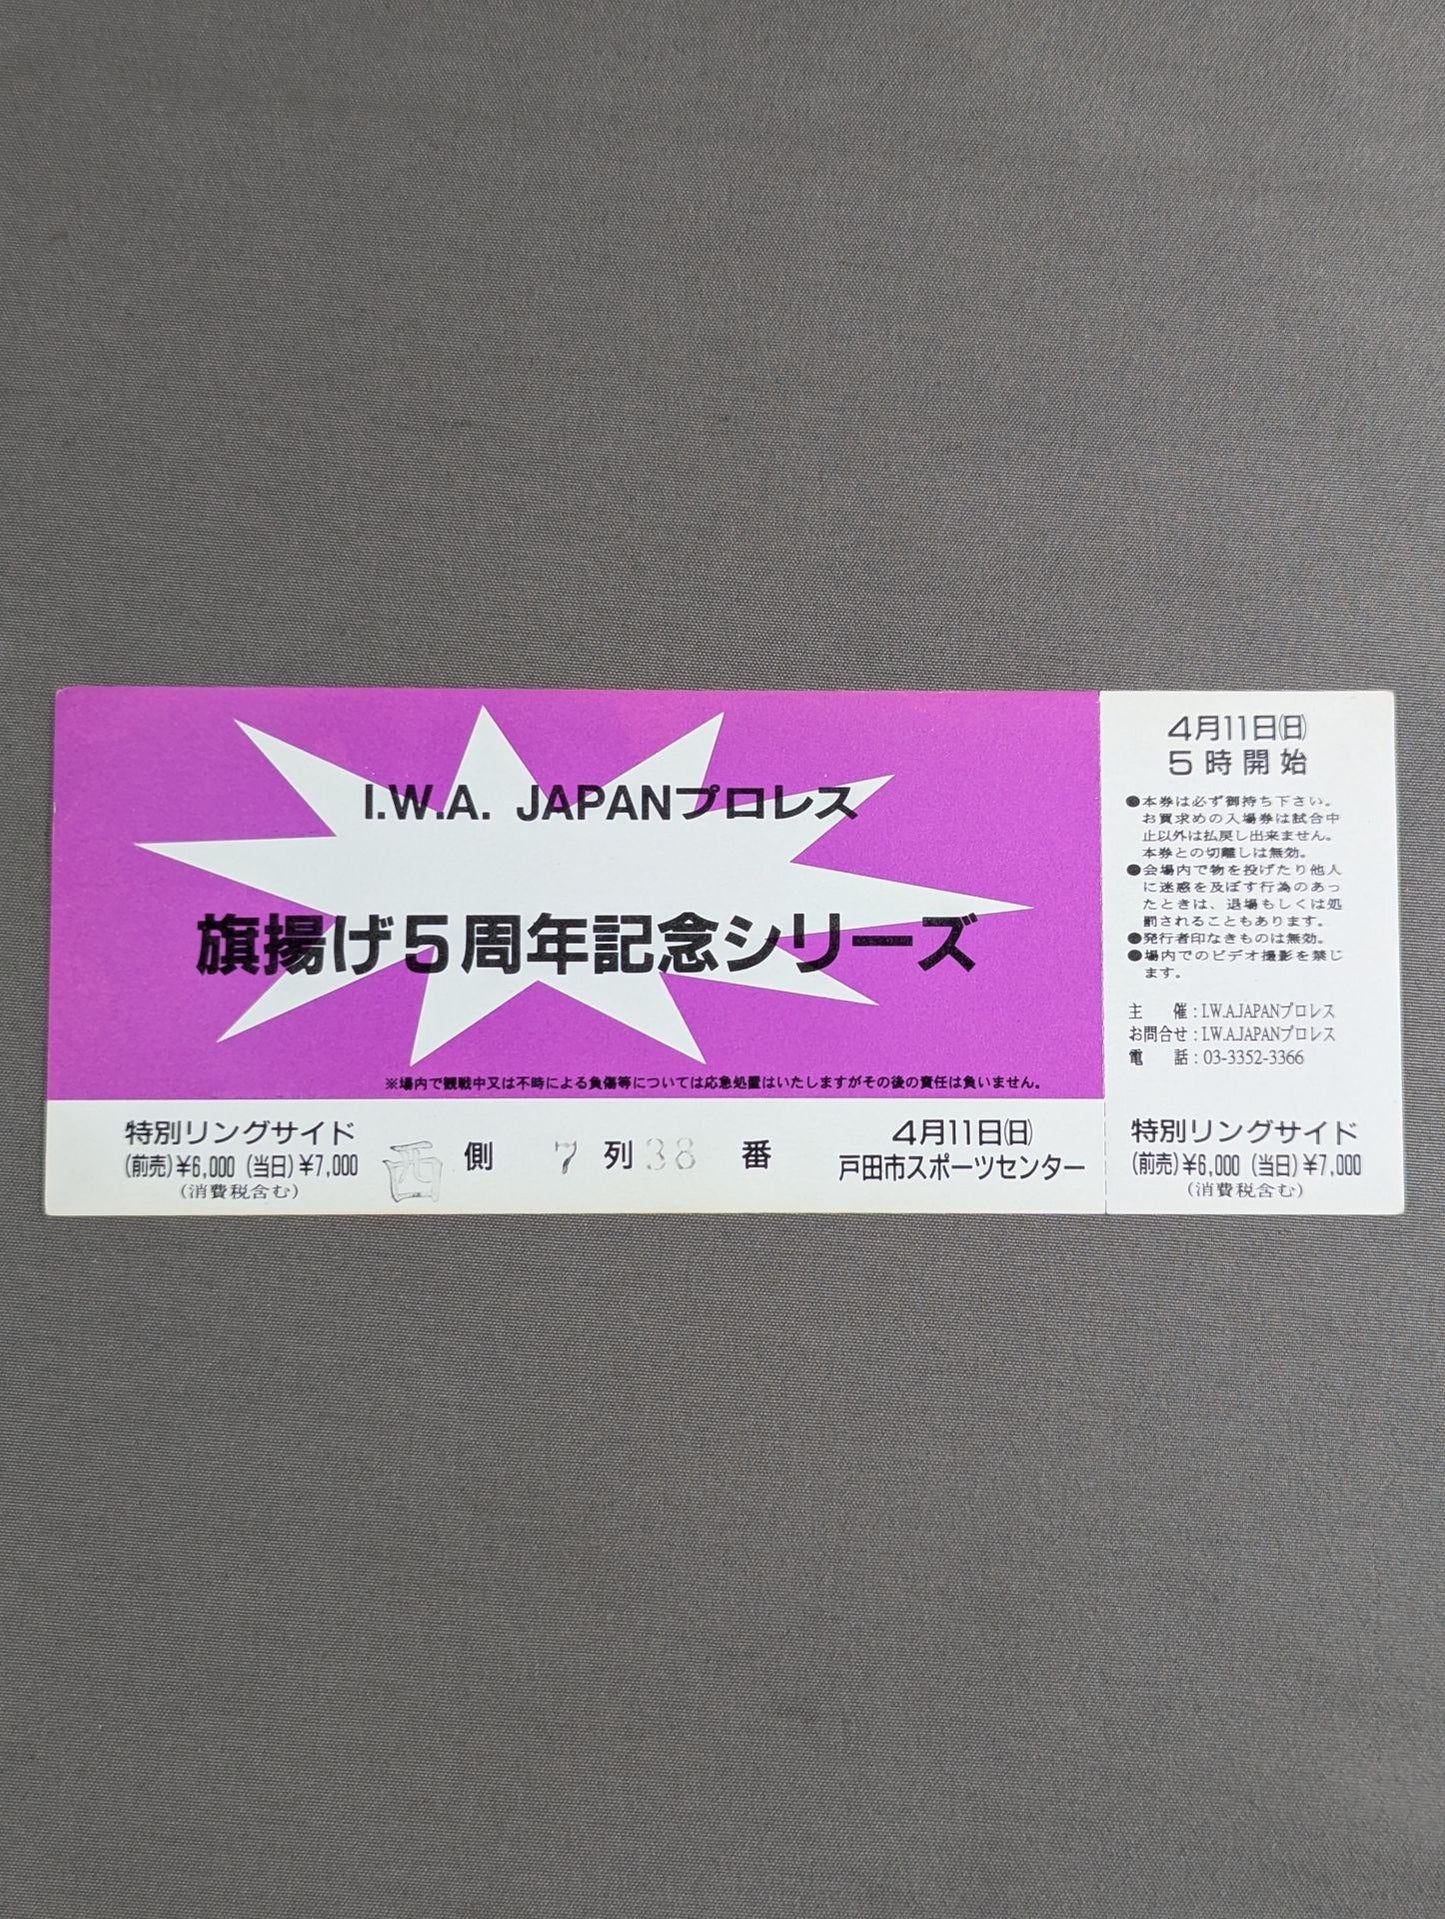 I.W.A. JAPANプロレス
旗揚げ5周年記念シリーズ
※場内で観戦中又は不時による負傷等については応急処置はいたしますがその後の責任は負いません。
特別リングサイド
(前売)¥6,000 (当日)¥7,000
(消費税含む)
西 側 7 列 38 番
4月11日(日)
戸田市スポーツセンター
4月11日(日)
5時開始
●本券は必ず御持ち下さい。
お買求めの入場券は試合中
止以外は払戻し出来ません。
本券との切離しは無効。
●会場内で物を投げたり他人
に迷惑を及ぼす行為のあっ
たときは、退場もしくは処
罰されることもあります。
●発行者印なきものは無効。
●場内でのビデオ撮影を禁じ
ます。
主 催:I.W.A.JAPANプロレス
お問合せ:I.W.A.JAPANプロレス
電 話:03-3352-3366
特別リングサイド
(前売)¥6,000 (当日)¥7,000
(消費税含む)